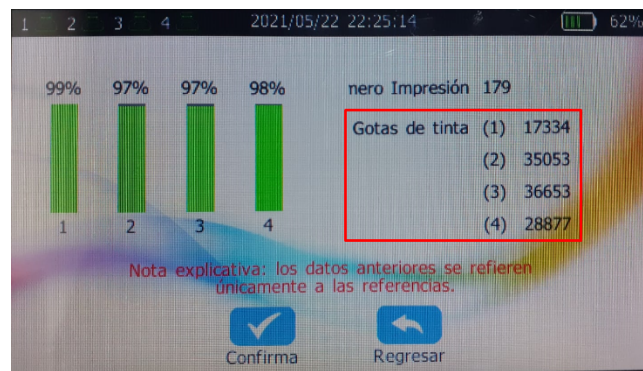 1 2 3 4 2021/05/22 22:25:14 62%
99% 97% 97% 98%
nero Impresión 179
Gotas de tinta (1) 17334
(2) 35053
(3) 36653
(4) 28877
1 2 3 4
Nota explicativa: los datos anteriores se refieren
únicamente a las referencias.
Confirma Regresar